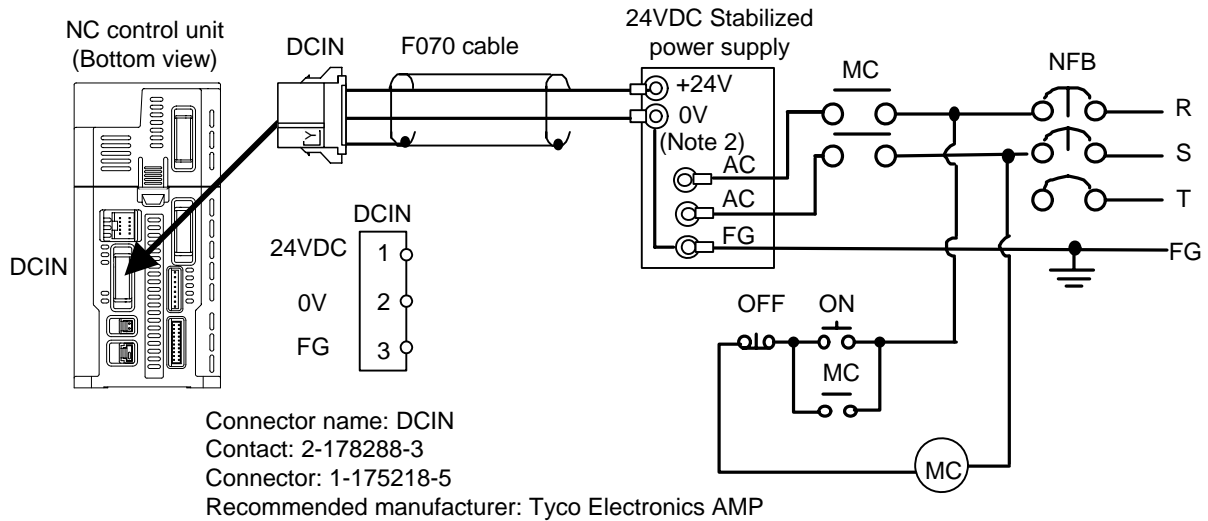 NC control unit
(Bottom view)
DCIN
F070 cable
24VDC Stabilized
power supply
+24V
0V
(Note 2)
AC
AC
FG
MC
NFB
R
S
T
FG
Y
DCIN
DCIN
24VDC 1
0V 2
FG 3
OFF
ON
MC
MC
Connector name: DCIN
Contact: 2-178288-3
Connector: 1-175218-5
Recommended manufacturer: Tyco Electronics AMP